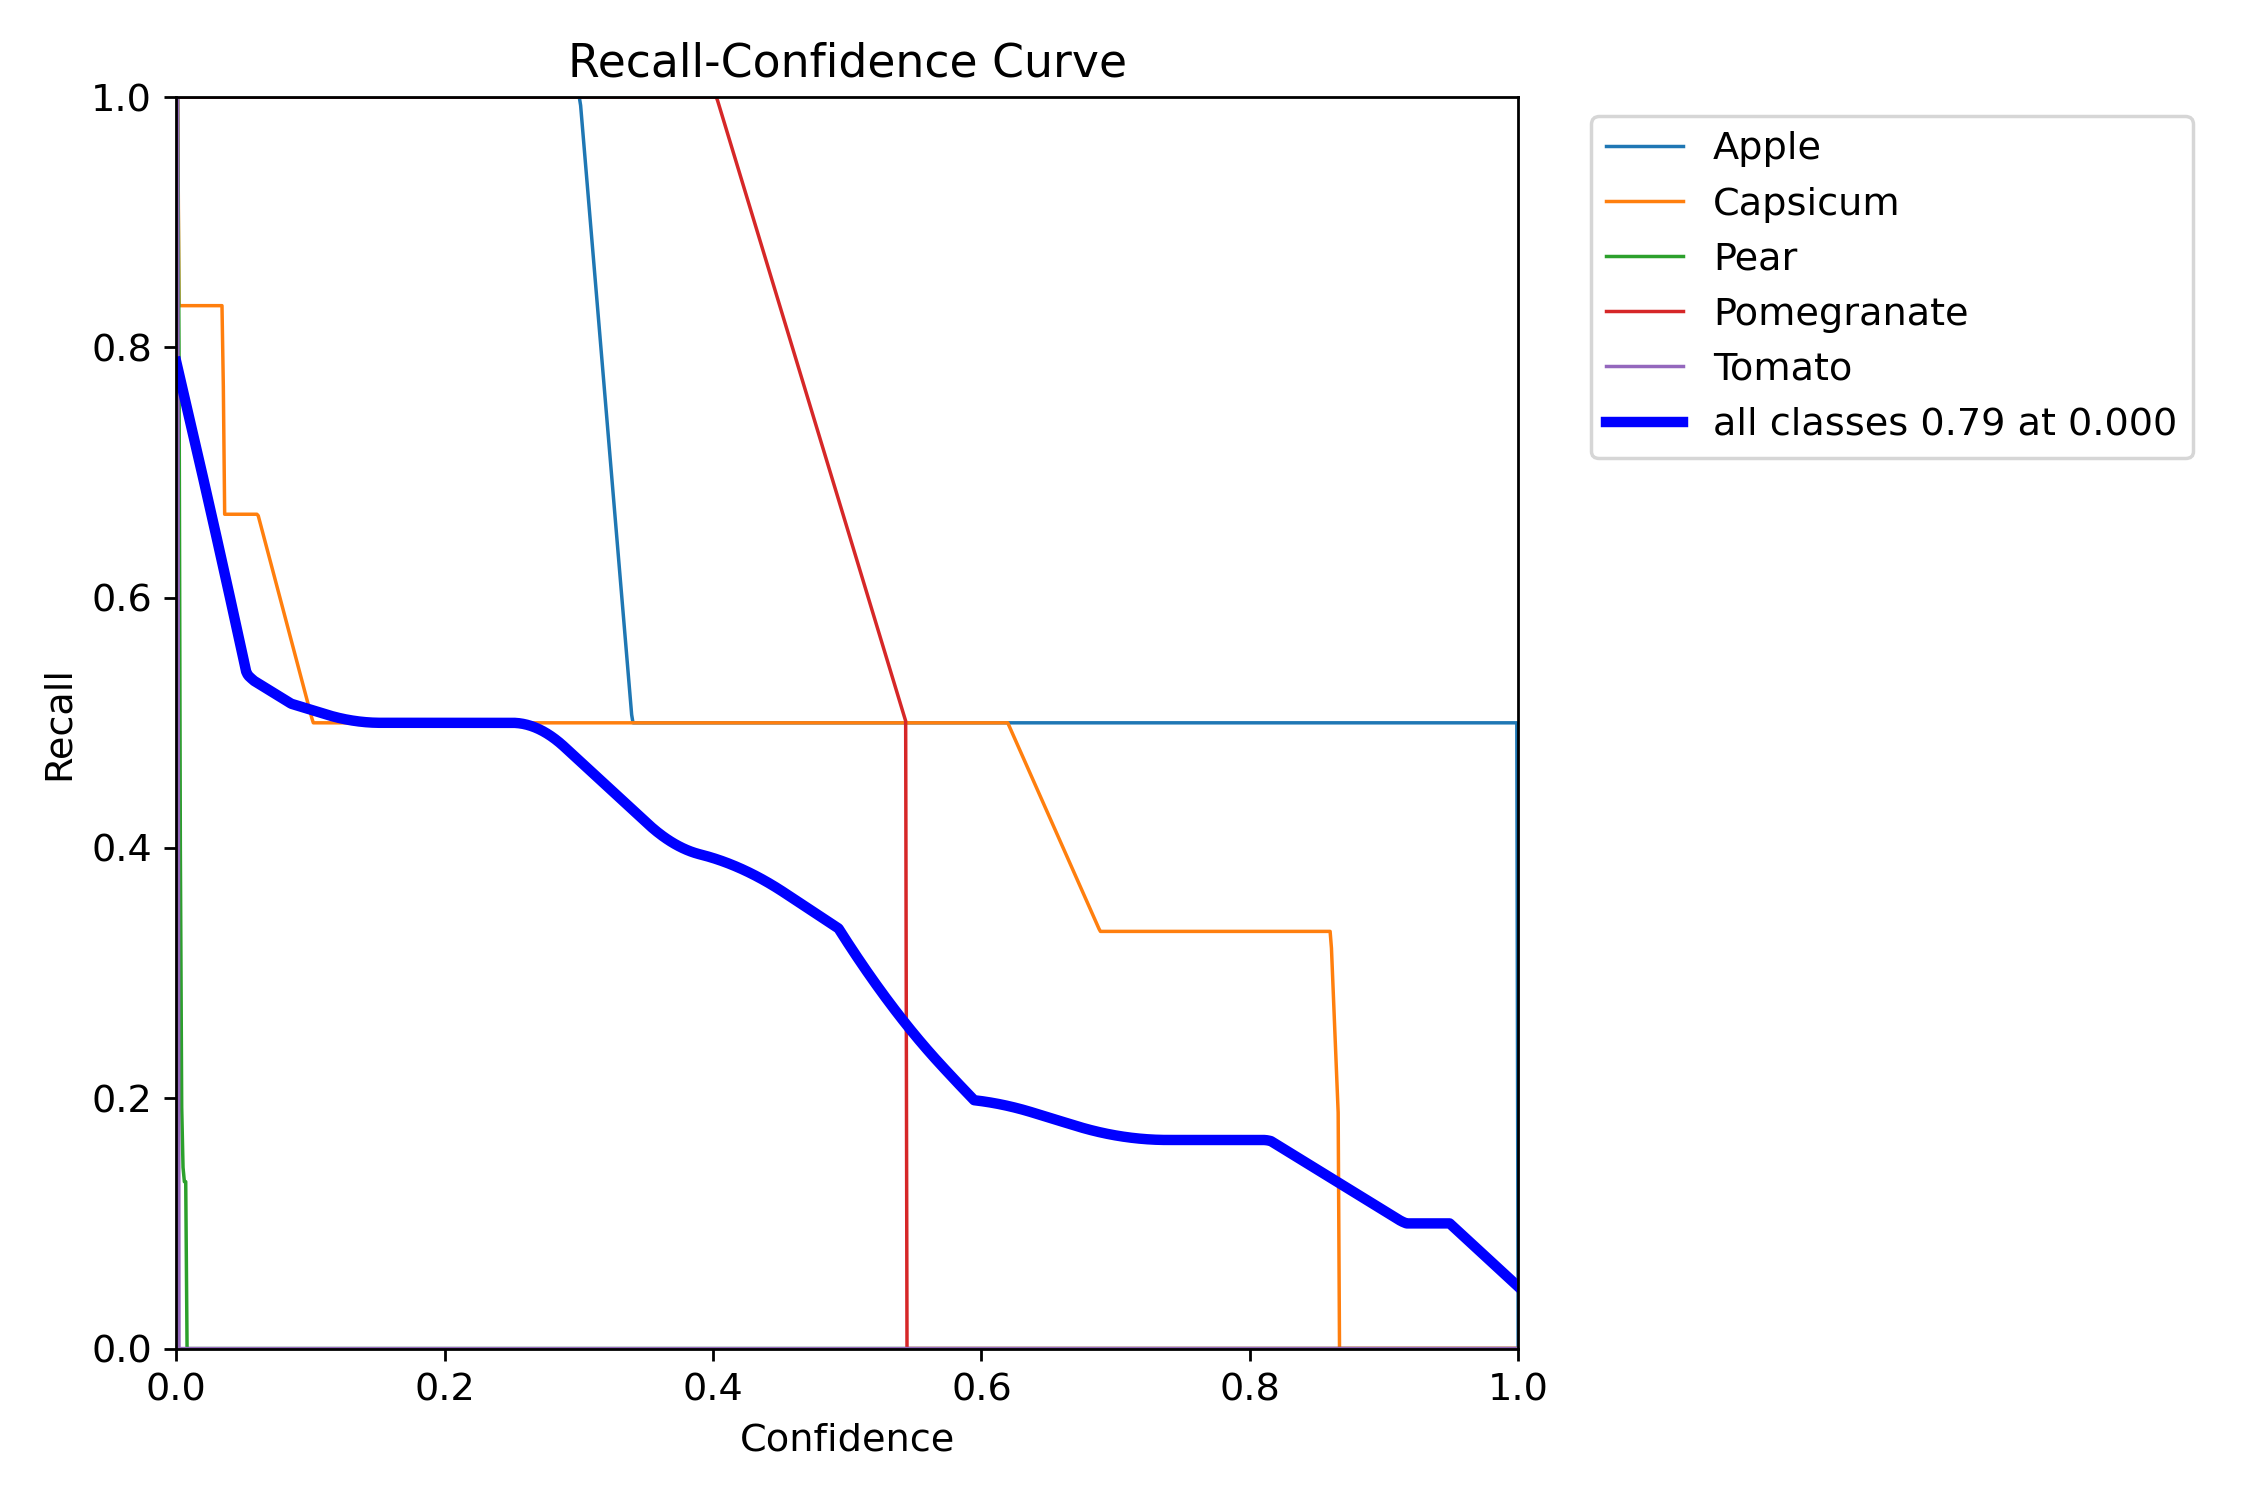 Recall-Confidence Curve
1.0
0.8
0.6
0.4
0.2
0.0
Recall
0.0 0.2 0.4 0.6 0.8 1.0
Confidence
Apple
Capsicum
Pear
Pomegranate
Tomato
all classes 0.79 at 0.000